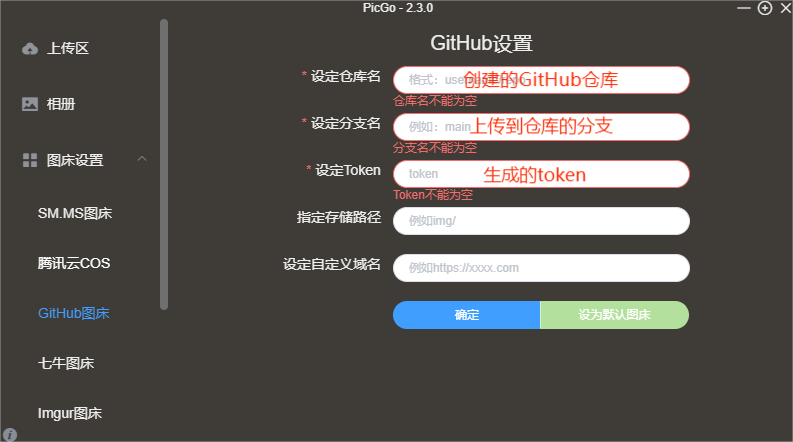 PicGo - 2.3.0
上传区
相册
图床设置
SM.MS图床
腾讯云COS
GitHub图床
七牛图床
Imgur图床
GitHub设置
* 设定仓库名
格式：use
创建的GitHub仓库
仓库名不能为空
* 设定分支名
例如：main
上传到仓库的分支
分支名不能为空
* 设定Token
token
生成的token
Token不能为空
指定存储路径
例如img/
设定自定义域名
例如https://xxxx.com
确定
设为默认图床